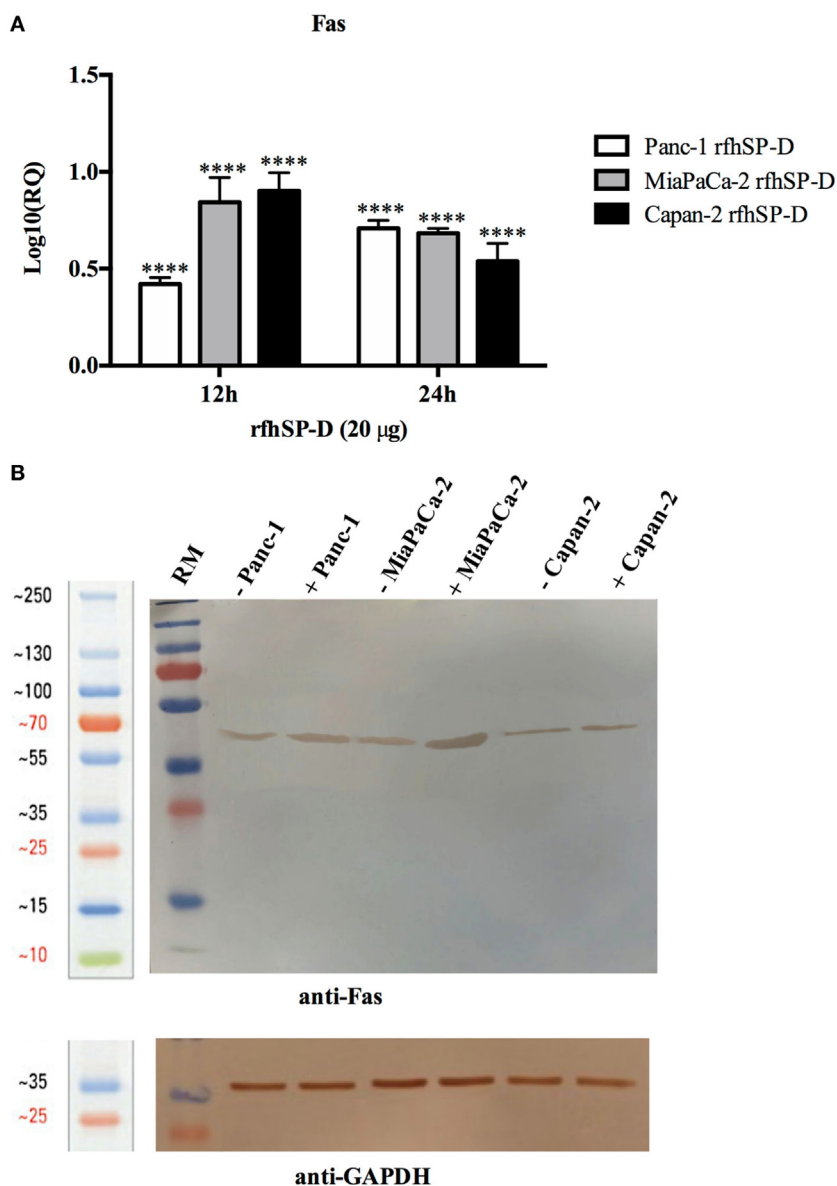 A
Fas
1.5
1.0
0.5
0.0
Log10(RQ)
****
****
****
****
****
****
12h
24h
rfhSP-D (20 µg)
Panc-1 rfhSP-D
MiaPaCa-2 rfhSP-D
Capan-2 rfhSP-D
B
RM
- Panc-1
+ Panc-1
- MiaPaCa-2
+ MiaPaCa-2
- Capan-2
+ Capan-2
~250
~130
~100
~70
~55
~35
~25
~15
~10
anti-Fas
~35
~25
anti-GAPDH